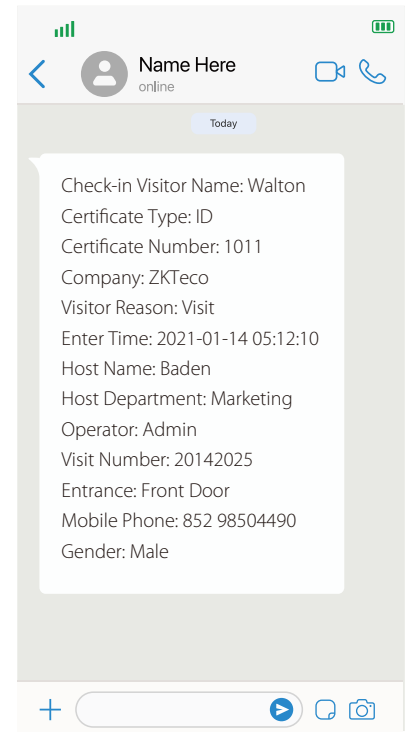 Name Here
online
Today
Check-in Visitor Name: Walton
Certificate Type: ID
Certificate Number: 1011
Company: ZKTeco
Visitor Reason: Visit
Enter Time: 2021-01-14 05:12:10
Host Name: Baden
Host Department: Marketing
Operator: Admin
Visit Number: 20142025
Entrance: Front Door
Mobile Phone: 852 98504490
Gender: Male